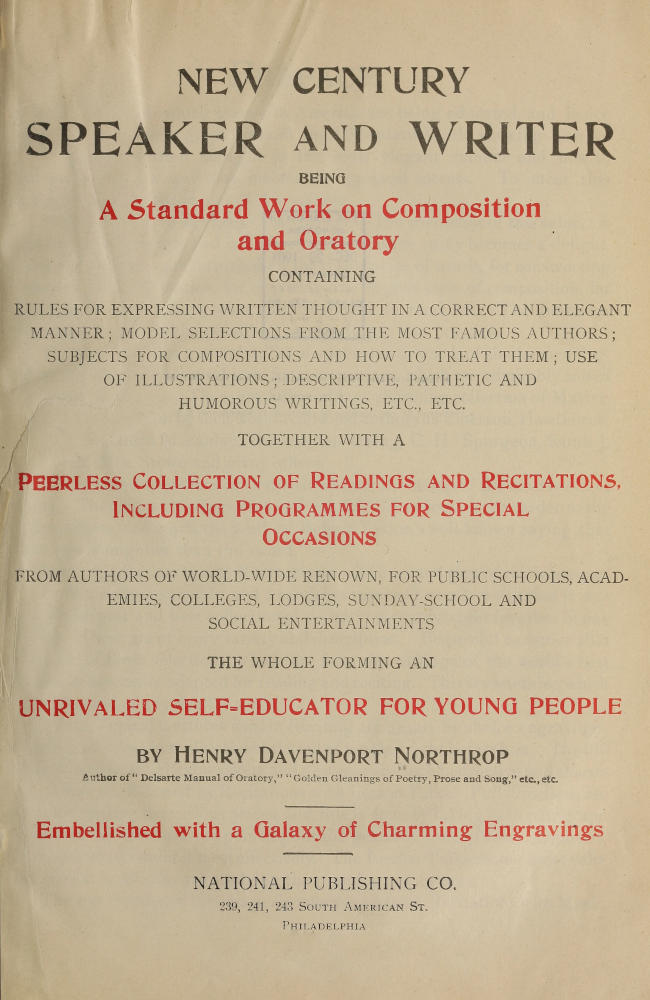 NEW CENTURY
SPEAKER AND WRITER
BEING
A Standard Work on Composition
and Oratory
CONTAINING
RULES FOR EXPRESSING WRITTEN THOUGHT IN A CORRECT AND ELEGANT
MANNER; MODEL SELECTIONS FROM THE MOST FAMOUS AUTHORS;
SUBJECTS FOR COMPOSITIONS AND HOW TO TREAT THEM; USE
OF ILLUSTRATIONS; DESCRIPTIVE, PATHETIC AND
HUMOROUS WRITINGS, ETC., ETC.
TOGETHER WITH A
PEERLESS COLLECTION OF READINGS AND RECITATIONS,
INCLUDING PROGRAMMES FOR SPECIAL
OCCASIONS
FROM AUTHORS OF WORLD-WIDE RENOWN, FOR PUBLIC SCHOOLS, ACAD-
EMIES, COLLEGES, LODGES, SUNDAY-SCHOOL AND
SOCIAL ENTERTAINMENTS
THE WHOLE FORMING AN
UNRIVALED SELF-EDUCATOR FOR YOUNG PEOPLE
BY HENRY DAVENPORT NORTHROP
Author of "Delsarte Manual of Oratory," "Golden Gleanings of Poetry, Prose and Song," etc., etc.
Embellished with a Galaxy of Charming Engravings
NATIONAL PUBLISHING CO.
239, 241, 243 SOUTH AMERICAN ST.
PHILADELPHIA